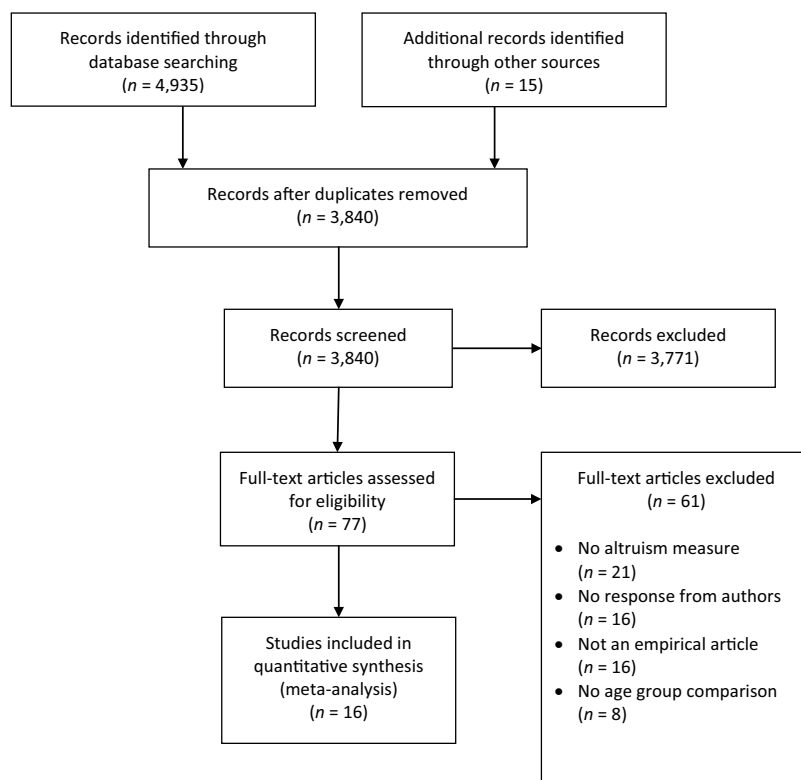 Records identified through
database searching
(n = 4,935)
Additional records identified
through other sources
(n = 15)
Records after duplicates removed
(n = 3,840)
Records screened
(n = 3,840)
Records excluded
(n = 3,771)
Full-text articles assessed
for eligibility
(n = 77)
Full-text articles excluded
(n = 61)
• No altruism measure
(n = 21)
• No response from authors
(n = 16)
• Not an empirical article
(n = 16)
• No age group comparison
(n = 8)
Studies included in
quantitative synthesis
(meta-analysis)
(n = 16)